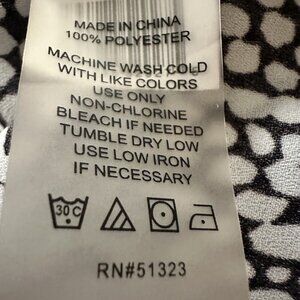 MADE IN CHINA
100% POLYESTER
MACHINE WASH COLD
WITH LIKE COLORS
USE ONLY
NON-CHLORINE
BLEACH IF NEEDED
TUMBLE DRY LOW
USE LOW IRON
IF NECESSARY
30C
RN#51323